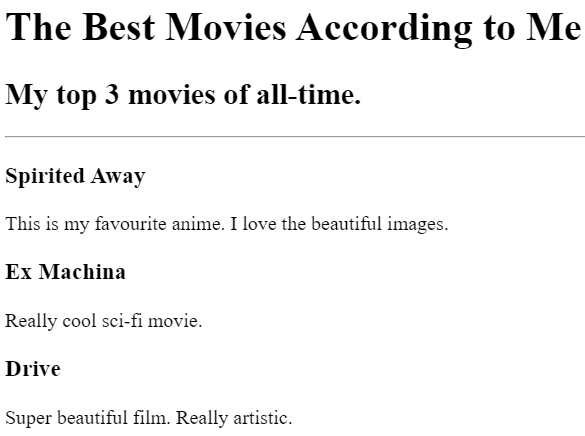 The Best Movies According to Me
My top 3 movies of all-time.
Spirited Away
This is my favourite anime. I love the beautiful images.
Ex Machina
Really cool sci-fi movie.
Drive
Super beautiful film. Really artistic.